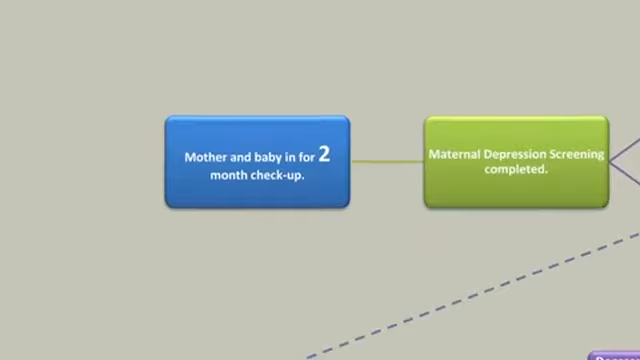 Mother and baby in for 2
month check-up.
Maternal Depression Screening
completed.